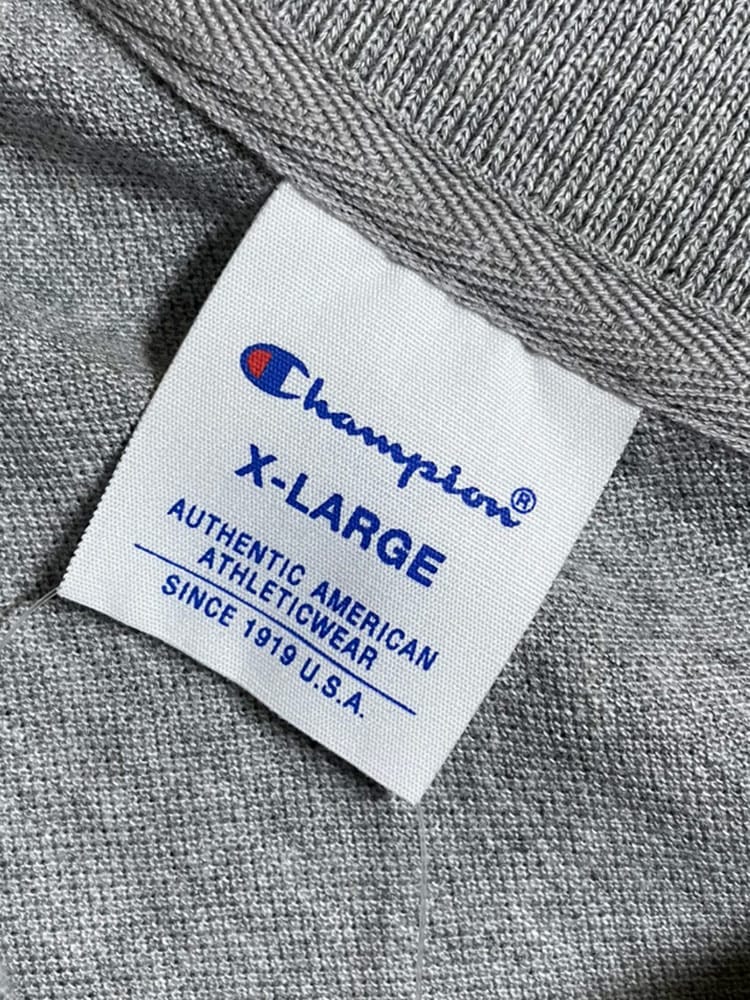 Champion®
X-LARGE
AUTHENTIC AMERICAN
ATHLETICWEAR
SINCE 1919 U.S.A.